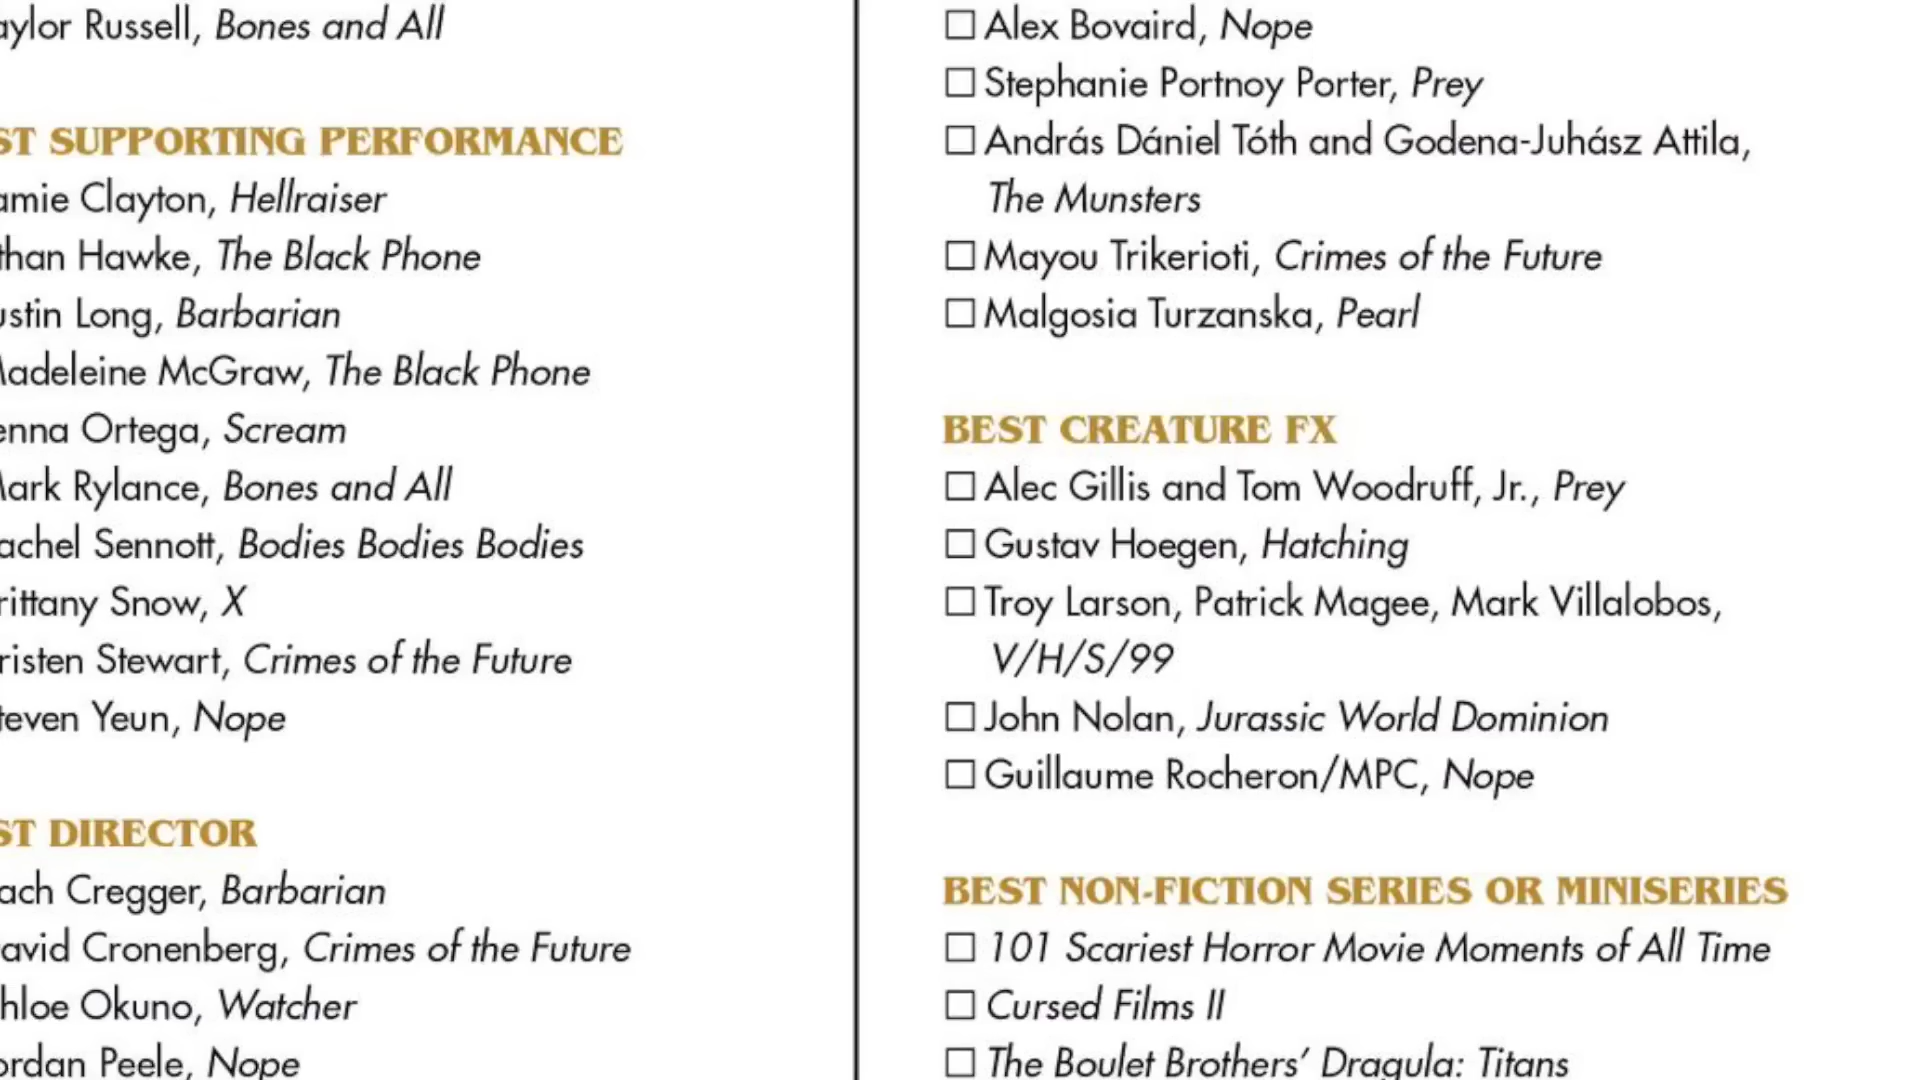 aylor Russell, Bones and All
ST SUPPORTING PERFORMANCE
amie Clayton, Hellraiser
than Hawke, The Black Phone
ustin Long, Barbarian
Madeleine McGraw, The Black Phone
enna Ortega, Scream
Mark Rylance, Bones and All
achel Sennott, Bodies Bodies Bodies
rittany Snow, X
risten Stewart, Crimes of the Future
teven Yeun, Nope
ST DIRECTOR
ach Cregger, Barbarian
avid Cronenberg, Crimes of the Future
hloe Okuno, Watcher
ordan Peele, Nope
☐ Alex Bovaird, Nope
☐ Stephanie Portnoy Porter, Prey
☐ András Dániel Tóth and Godena-Juhász Attila,
The Munsters
☐ Mayou Trikerioti, Crimes of the Future
☐ Malgosia Turzanska, Pearl
BEST CREATURE FX
☐ Alec Gillis and Tom Woodruff, Jr., Prey
☐ Gustav Hoegen, Hatching
☐ Troy Larson, Patrick Magee, Mark Villalobos,
V/H/S/99
☐ John Nolan, Jurassic World Dominion
☐ Guillaume Rocheron/MPC, Nope
BEST NON-FICTION SERIES OR MINISERIES
☐ 101 Scariest Horror Movie Moments of All Time
☐ Cursed Films II
☐ The Boulet Brothers’ Dragula: Titans